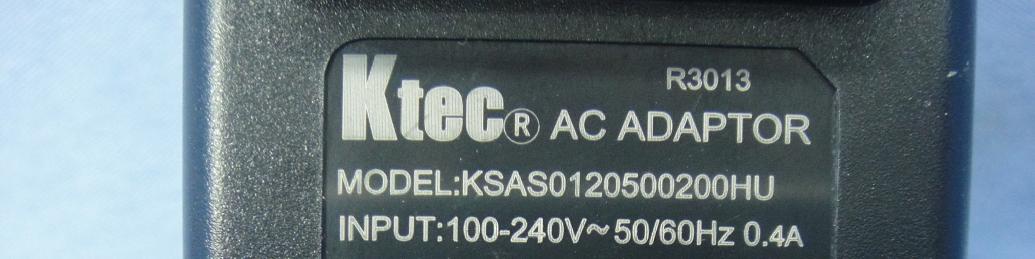 R3013
Ktec® AC ADAPTOR
MODEL:KSAS0120500200HU
INPUT:100-240V~50/60Hz 0.4A